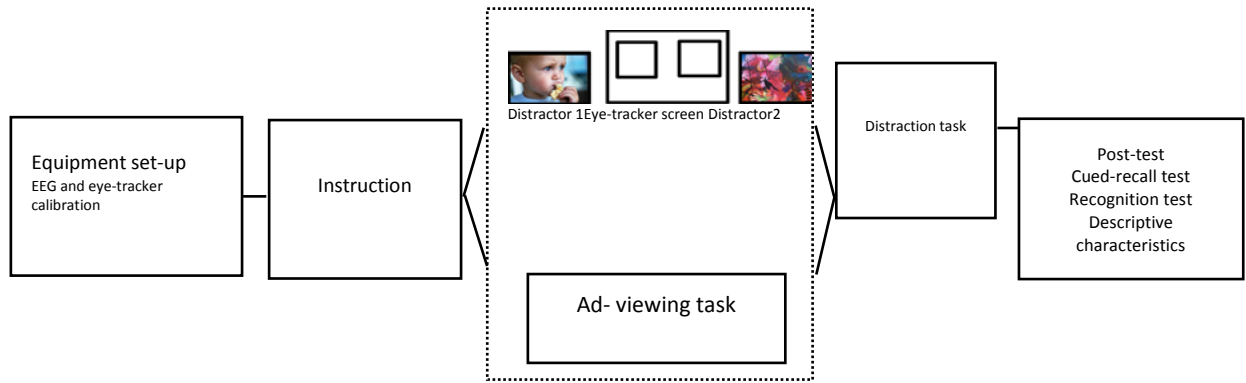 Equipment set-up
EEG and eye-tracker
calibration
Instruction
Distractor 1Eye-tracker screen Distractor2
Ad- viewing task
Distraction task
Post-test
Cued-recall test
Recognition test
Descriptive
characteristics